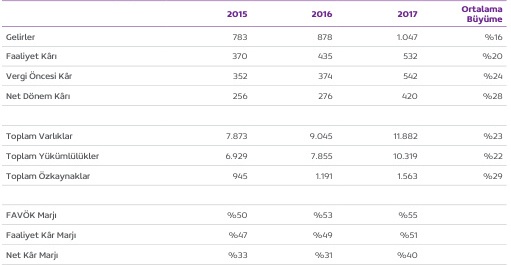 2015 2016 2017 Ortalama Büyüme
Gelirler 783 878 1.047 %16
Faaliyet Kârı 370 435 532 %20
Vergi Öncesi Kâr 352 374 542 %24
Net Dönem Kârı 256 276 420 %28
Toplam Varlıklar 7.873 9.045 11.882 %23
Toplam Yükümlülükler 6.929 7.855 10.319 %22
Toplam Özkaynaklar 945 1.191 1.563 %29
FAVÖK Marjı %50 %53 %55
Faaliyet Kâr Marjı %47 %49 %51
Net Kâr Marjı %33 %31 %40